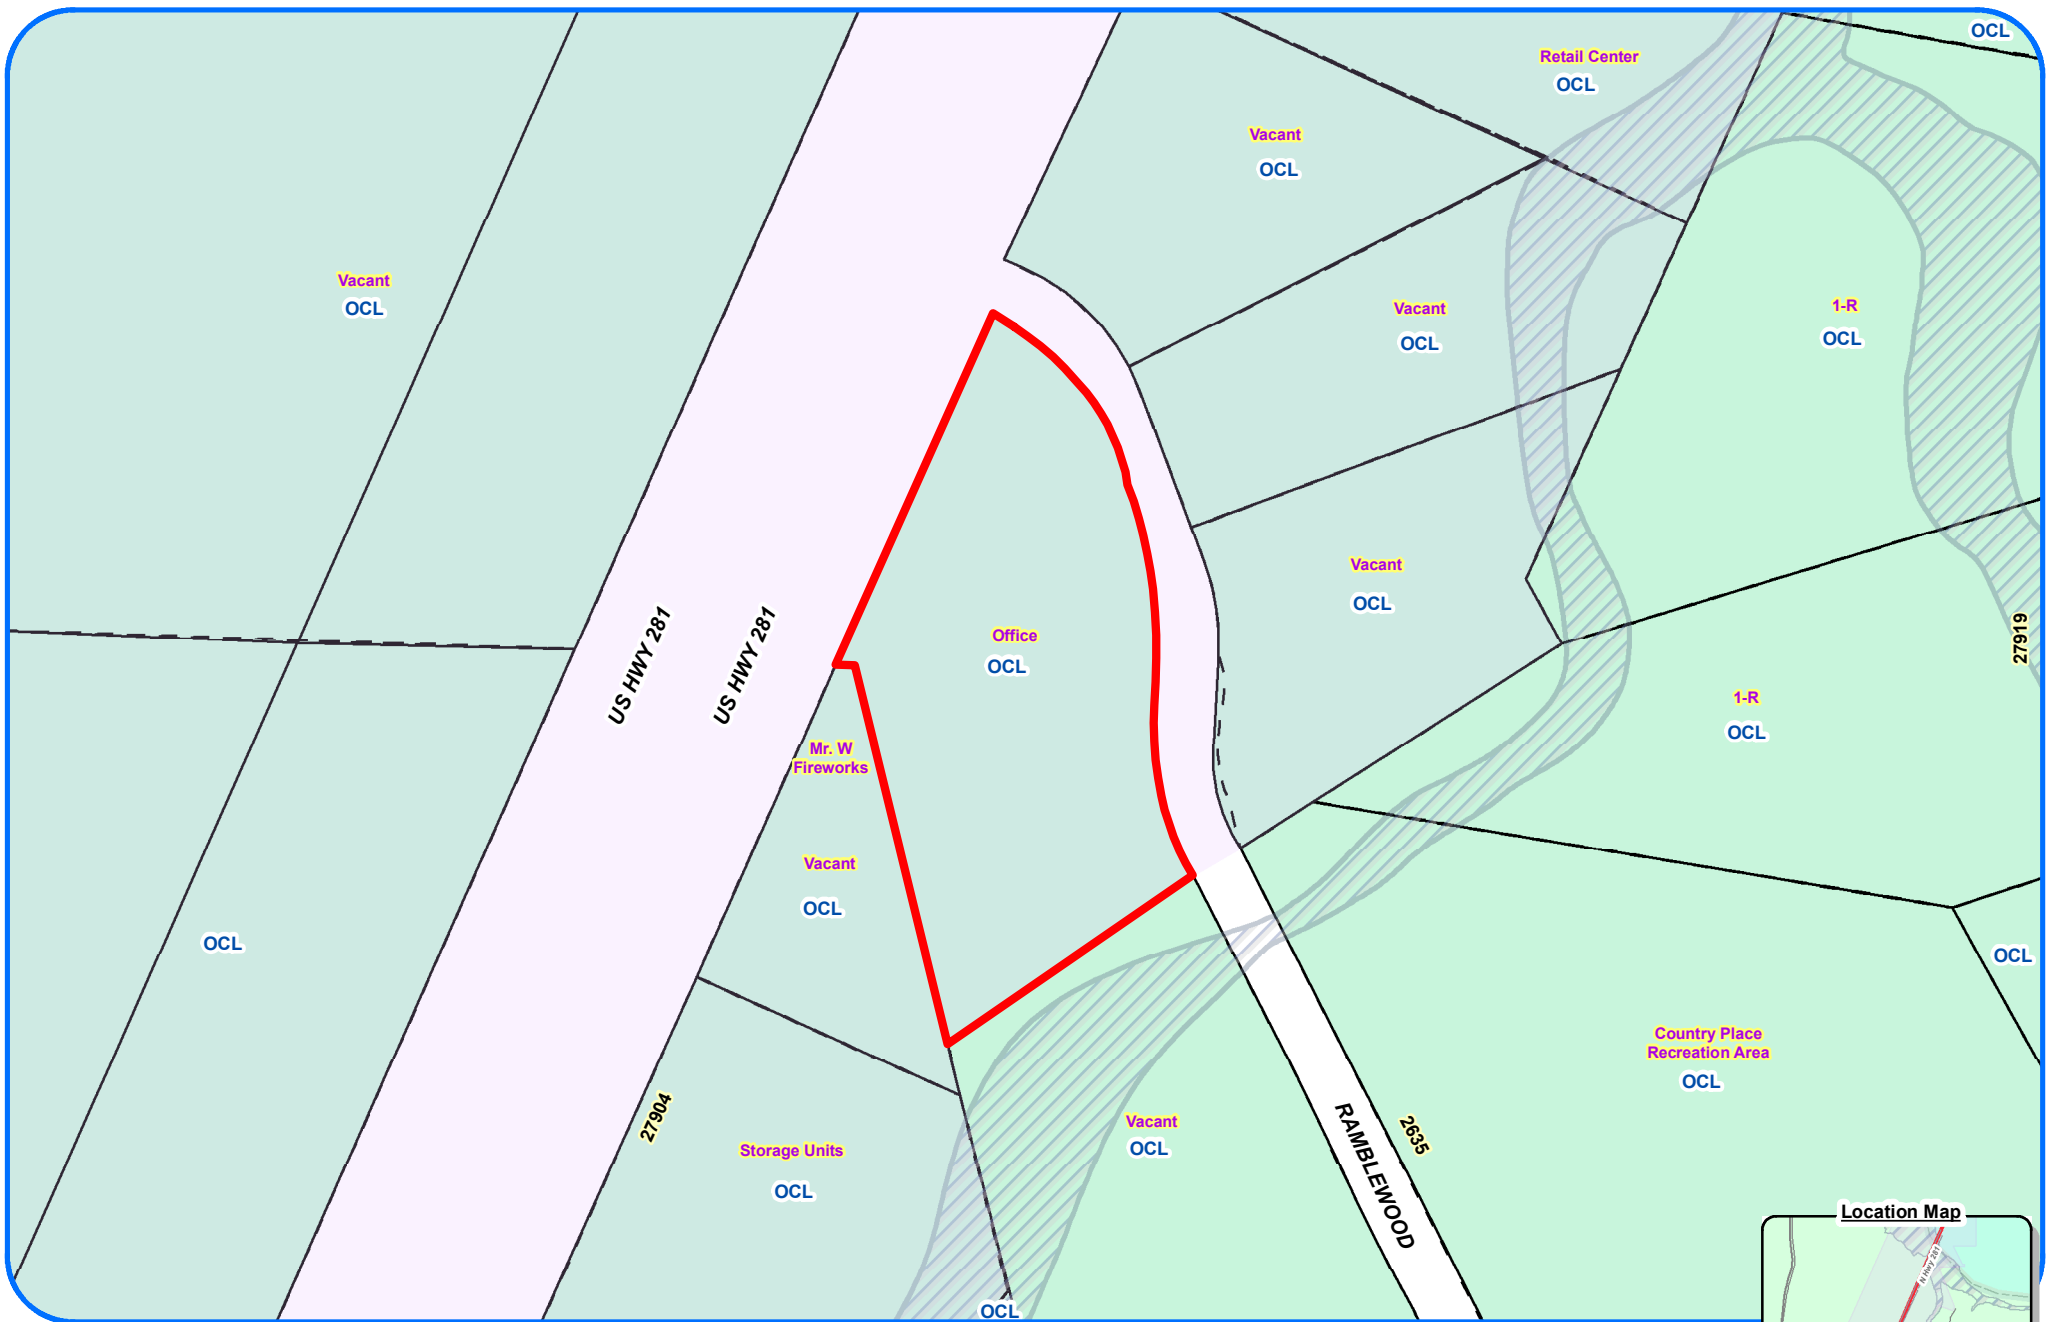 OCL
Retail Center
OCL
Vacant
OCL
Vacant
OCL
Vacant
OCL
1-R
OCL
Vacant
OCL
US HWY 281
US HWY 281
Office
OCL
27919
1-R
OCL
Mr. W
Fireworks
Vacant
OCL
OCL
OCL
Country Place
Recreation Area
OCL
27904
Vacant
OCL
2635
RAMBLEWOOD
Storage Units
OCL
OCL
Location Map
N Hwy 281